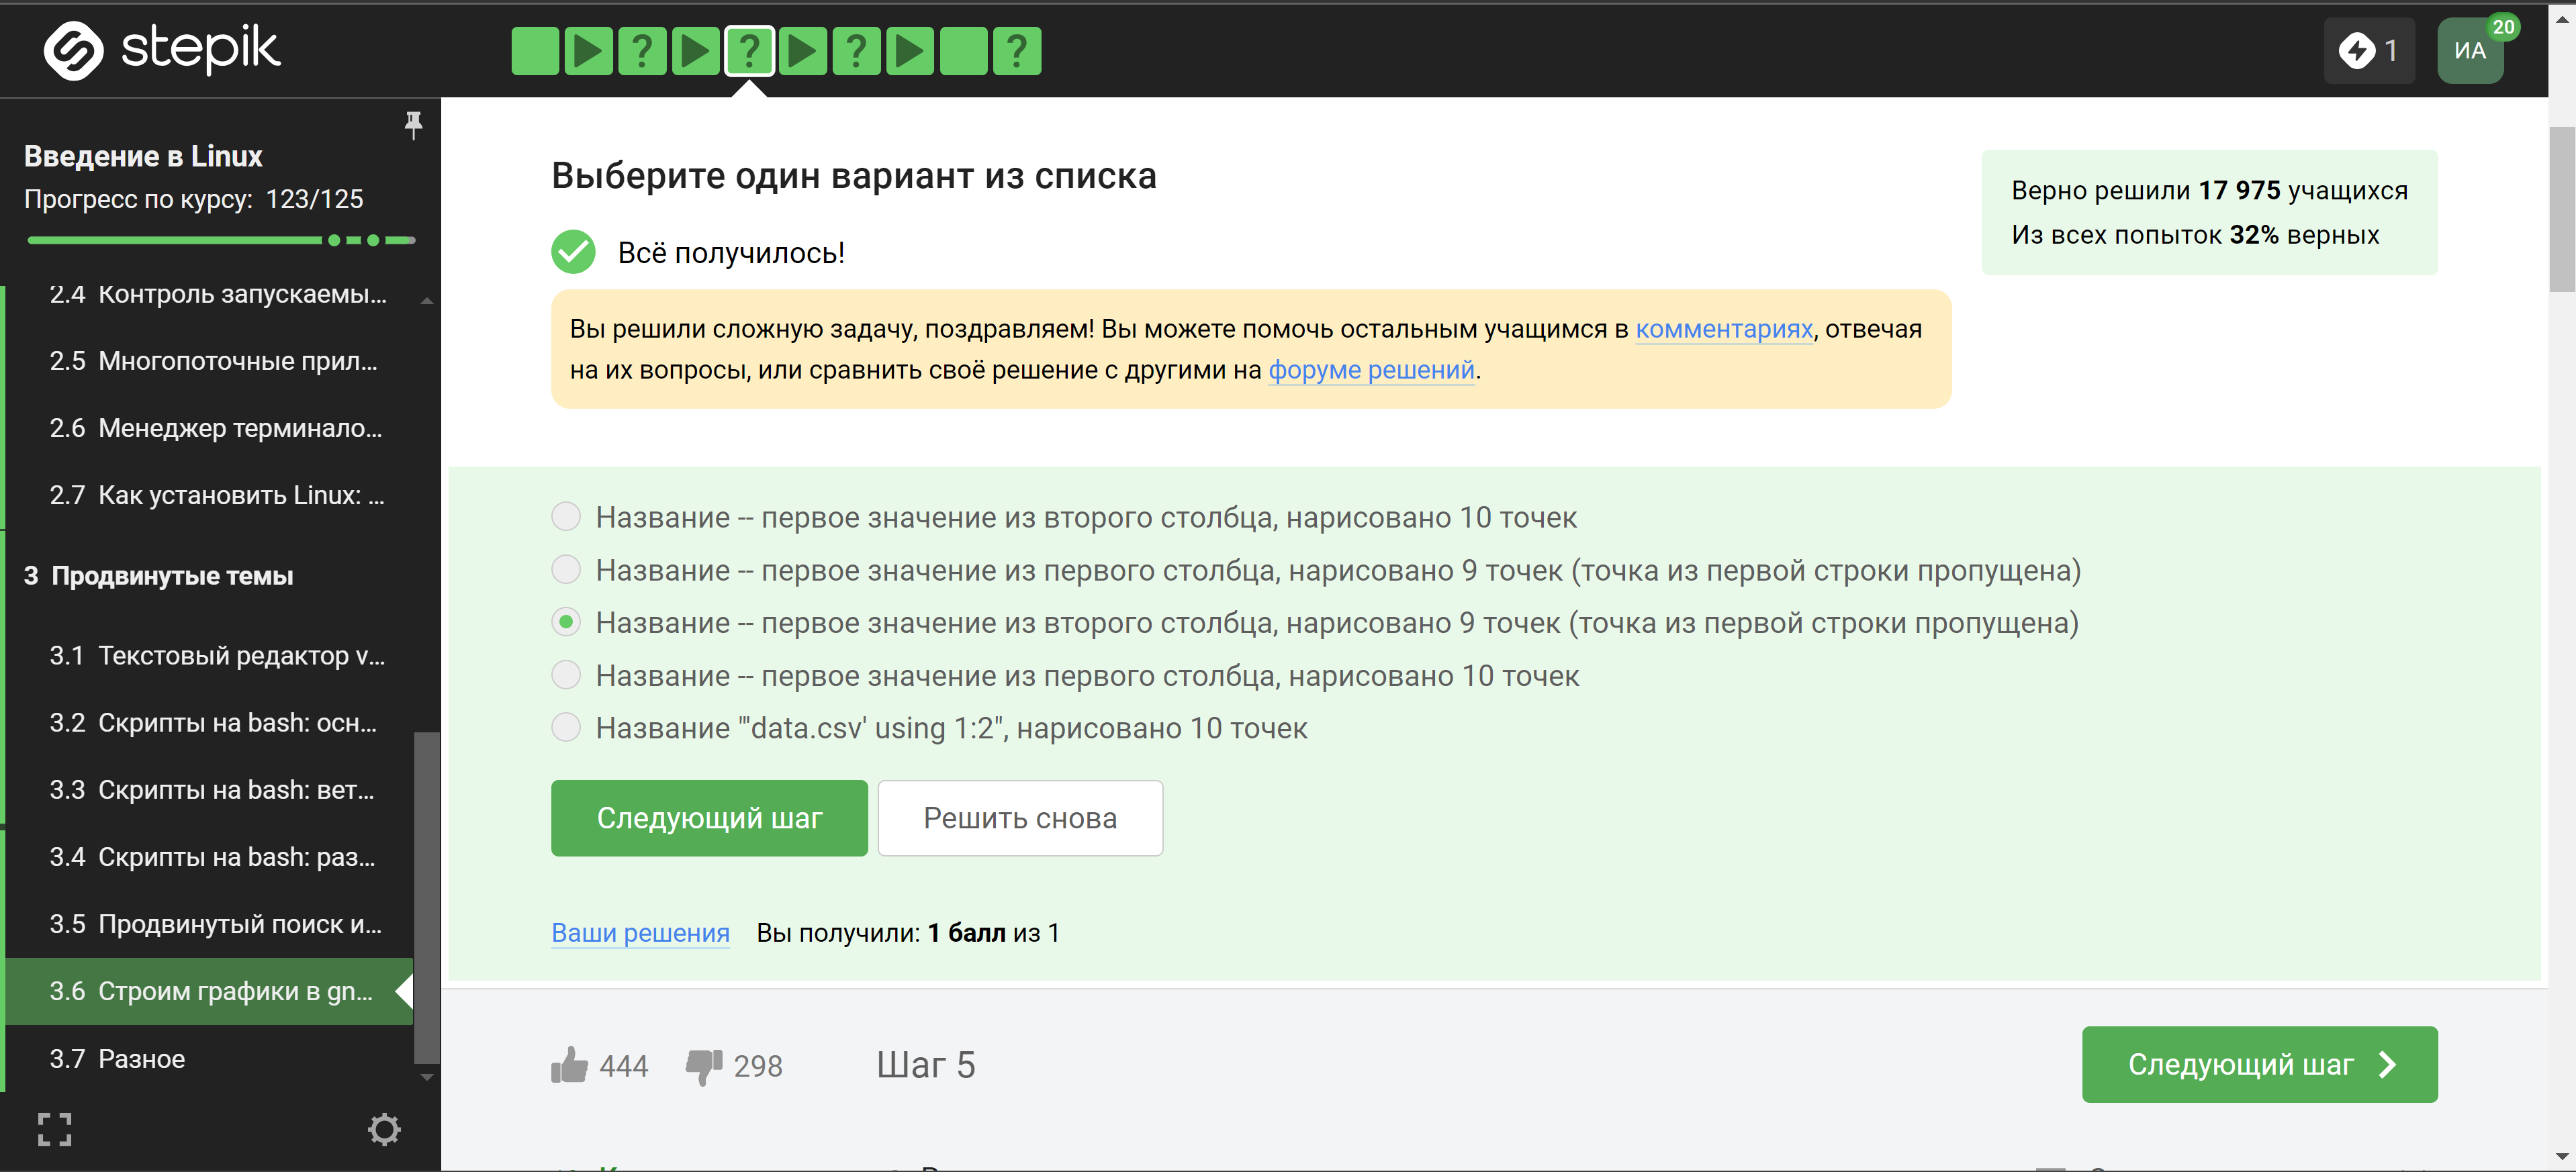 stepik
? ? ? ?
1
ИА
20
Введение в Linux
Прогресс по курсу: 123/125
2.4 Контроль запускаемы...
2.5 Многопоточные прил...
2.6 Менеджер терминало...
2.7 Как установить Linux: ...
3 Продвинутые темы
3.1 Текстовый редактор v...
3.2 Скрипты на bash: осн...
3.3 Скрипты на bash: вет...
3.4 Скрипты на bash: раз...
3.5 Продвинутый поиск и...
3.6 Строим графики в gn...
3.7 Разное
Выберите один вариант из списка
Верно решили 17 975 учащихся
Из всех попыток 32% верных
Всё получилось!
Вы решили сложную задачу, поздравляем! Вы можете помочь остальным учащимся в комментариях, отвечая
на их вопросы, или сравнить своё решение с другими на форуме решений.
Название -- первое значение из второго столбца, нарисовано 10 точек
Название -- первое значение из первого столбца, нарисовано 9 точек (точка из первой строки пропущена)
Название -- первое значение из второго столбца, нарисовано 9 точек (точка из первой строки пропущена)
Название -- первое значение из первого столбца, нарисовано 10 точек
Название "'data.csv' using 1:2", нарисовано 10 точек
Следующий шаг
Решить снова
Ваши решения Вы получили: 1 балл из 1
444 298 Шаг 5
Следующий шаг